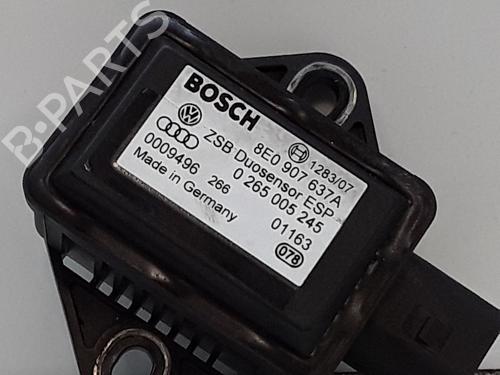 B-PARTS
BOSCH
1283/07
8E0 907 637A
ZSB Duosensor ESP
0 265 005 245
0009496 266 01163
Made in Germany
078